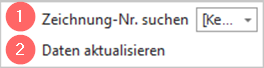 1 Zeichnung-Nr. suchen [Ke...
2 Daten aktualisieren